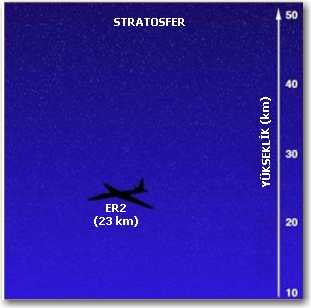 STRATOSFER
50
40
YÜKSEKLİK (km)
30
ER2
(23 km)
20
10